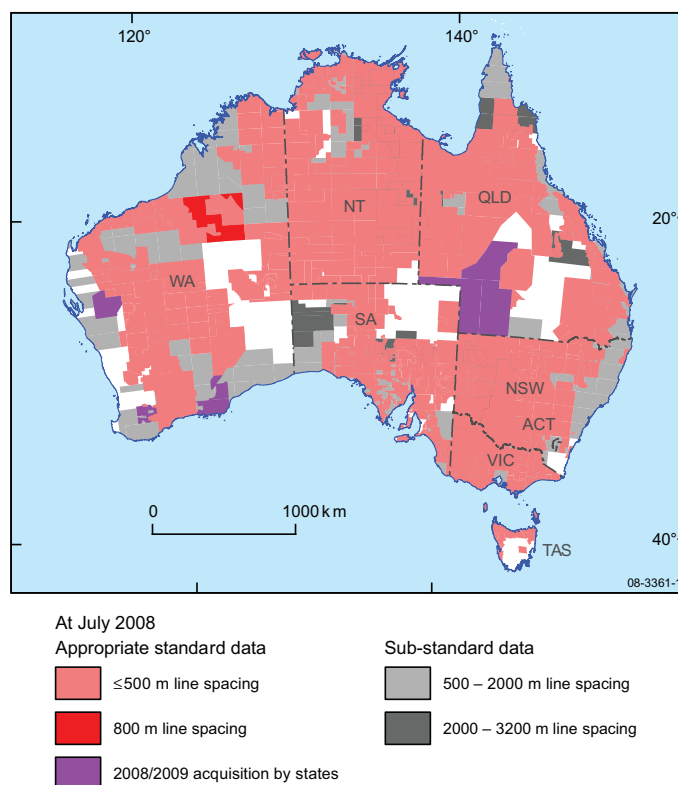 120°
140°
NT
QLD
20°
WA
SA
NSW
ACT
VIC
0
1000 km
TAS
40°
08-3361-1
At July 2008
Appropriate standard data
Sub-standard data
≤500 m line spacing
500 – 2000 m line spacing
800 m line spacing
2000 – 3200 m line spacing
2008/2009 acquisition by states